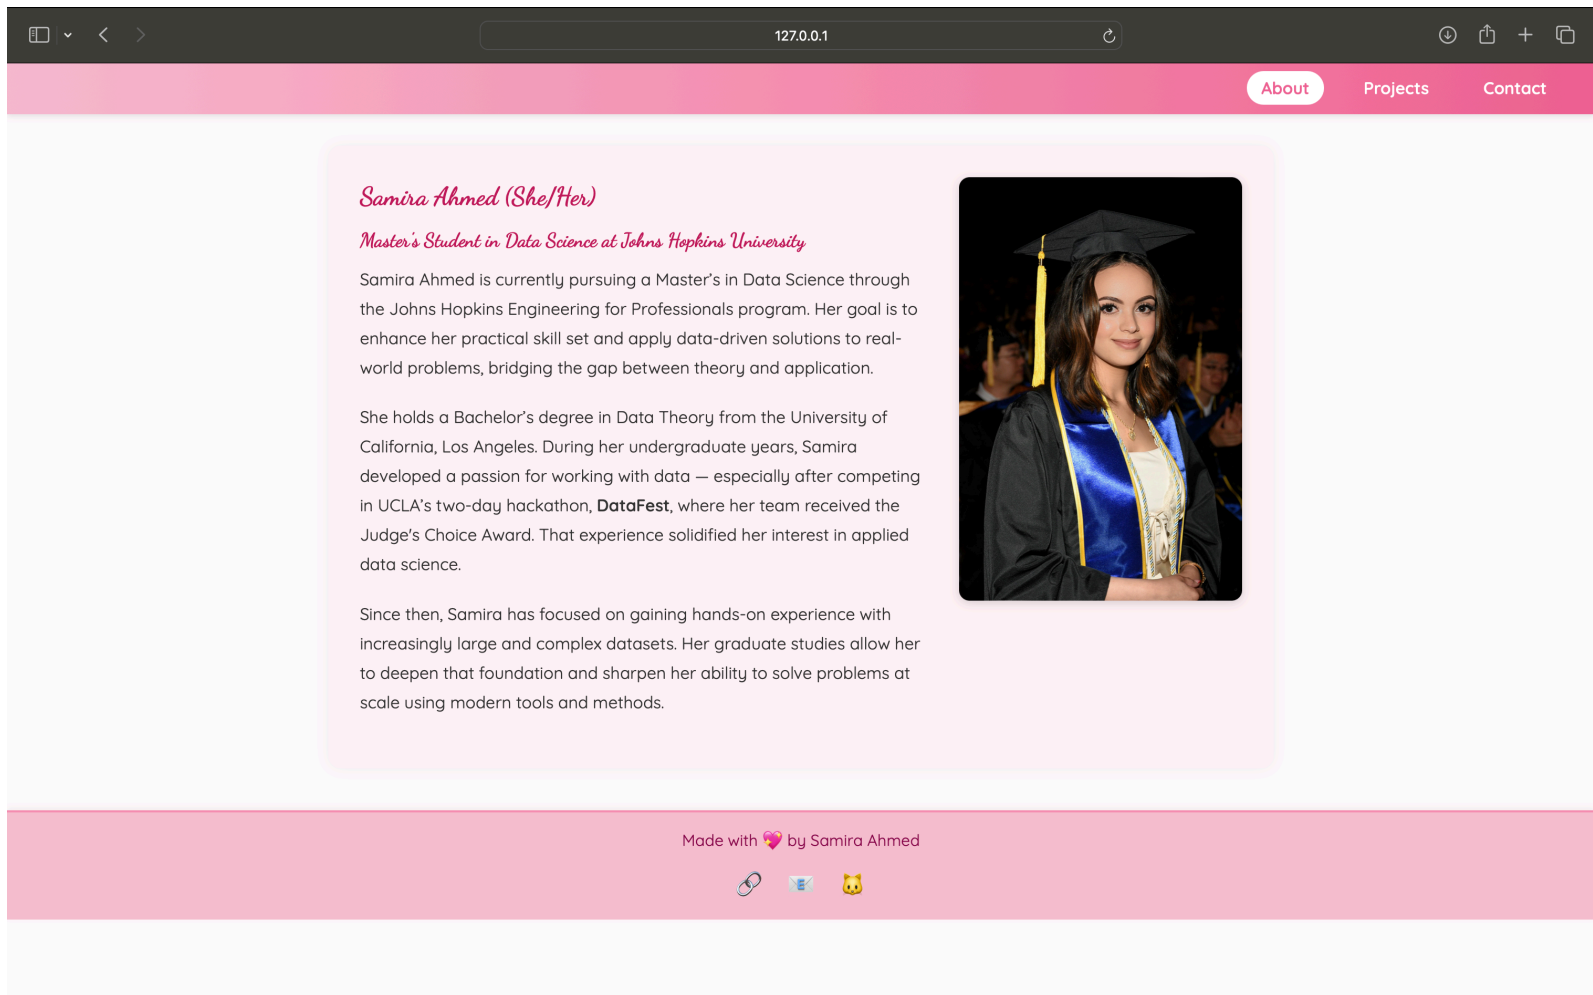 127.0.0.1
About Projects Contact
Samira Ahmed (She/Her)
Master's Student in Data Science at Johns Hopkins University
Samira Ahmed is currently pursuing a Master’s in Data Science through
the Johns Hopkins Engineering for Professionals program. Her goal is to
enhance her practical skill set and apply data-driven solutions to real-
world problems, bridging the gap between theory and application.
She holds a Bachelor’s degree in Data Theory from the University of
California, Los Angeles. During her undergraduate years, Samira
developed a passion for working with data — especially after competing
in UCLA’s two-day hackathon, DataFest, where her team received the
Judge's Choice Award. That experience solidified her interest in applied
data science.
Since then, Samira has focused on gaining hands-on experience with
increasingly large and complex datasets. Her graduate studies allow her
to deepen that foundation and sharpen her ability to solve problems at
scale using modern tools and methods.
Made with 💖 by Samira Ahmed
🔗 📧 🐱